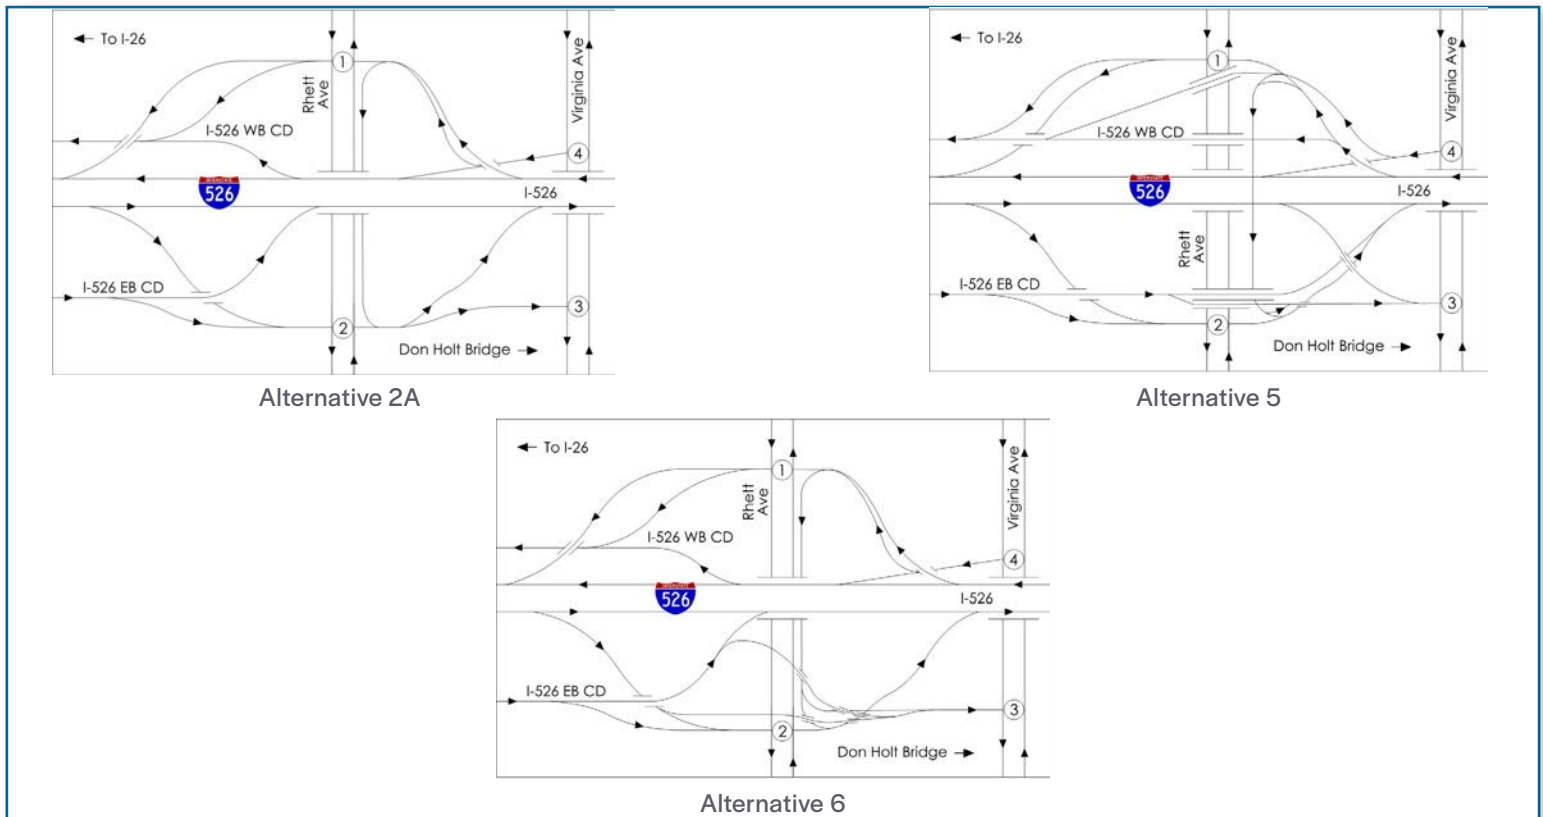 To I-26
1
Rhett
Ave
Virginia Ave
I-526 WB CD
4
INTERSTATE
526
I-526
I-526 EB CD
3
2
Don Holt Bridge
Alternative 2A
To I-26
1
Virginia Ave
I-526 WB CD
4
INTERSTATE
526
I-526
Rhett
Ave
I-526 EB CD
3
2
Don Holt Bridge
Alternative 5
To I-26
1
Rhett
Ave
Virginia Ave
I-526 WB CD
4
INTERSTATE
526
I-526
I-526 EB CD
3
2
Don Holt Bridge
Alternative 6